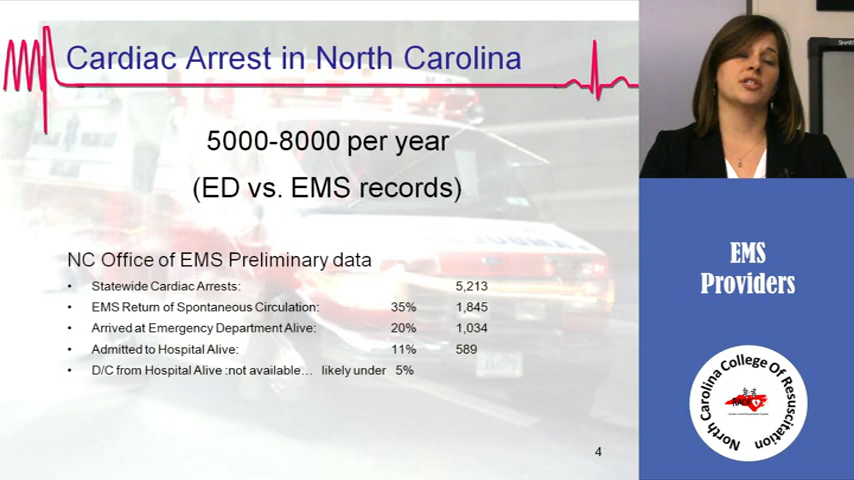 Cardiac Arrest in North Carolina
5000-8000 per year
(ED vs. EMS records)
NC Office of EMS Preliminary data
• Statewide Cardiac Arrests: 5,213
• EMS Return of Spontaneous Circulation: 35% 1,845
• Arrived at Emergency Department Alive: 20% 1,034
• Admitted to Hospital Alive: 11% 589
• D/C from Hospital Alive :not available… likely under 5%
4
EMS
Providers
North Carolina College Of Resuscitation